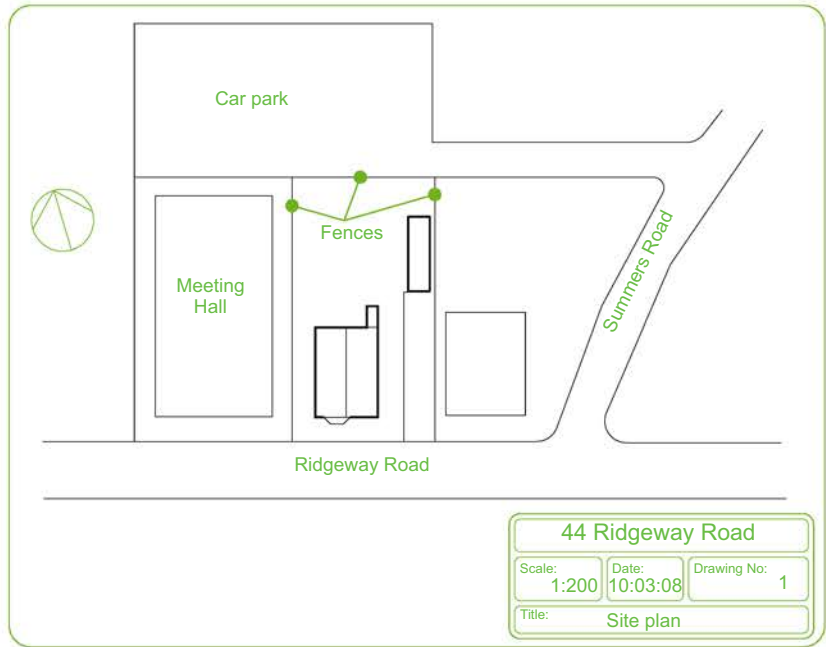 Car park
Fences
Meeting
Hall
Summers Road
Ridgeway Road
44 Ridgeway Road
Scale:
1:200
Date:
10:03:08
Drawing No:
1
Title:
Site plan